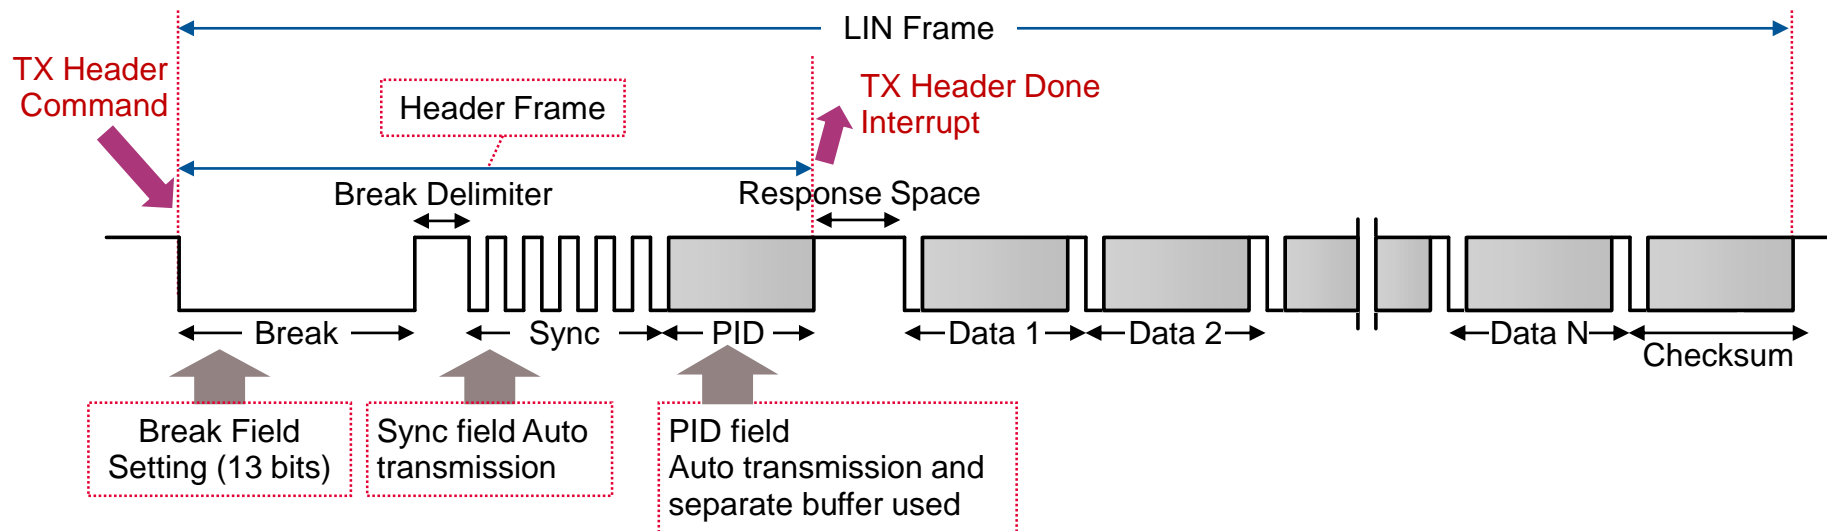 LIN Frame
TX Header
Command
TX Header Done
Interrupt
Header Frame
Break Delimiter
Response Space
Break
Sync
PID
Data 1
Data 2
Data N
Checksum
Break Field
Setting (13 bits)
Sync field Auto
transmission
PID field
Auto transmission and
separate buffer used